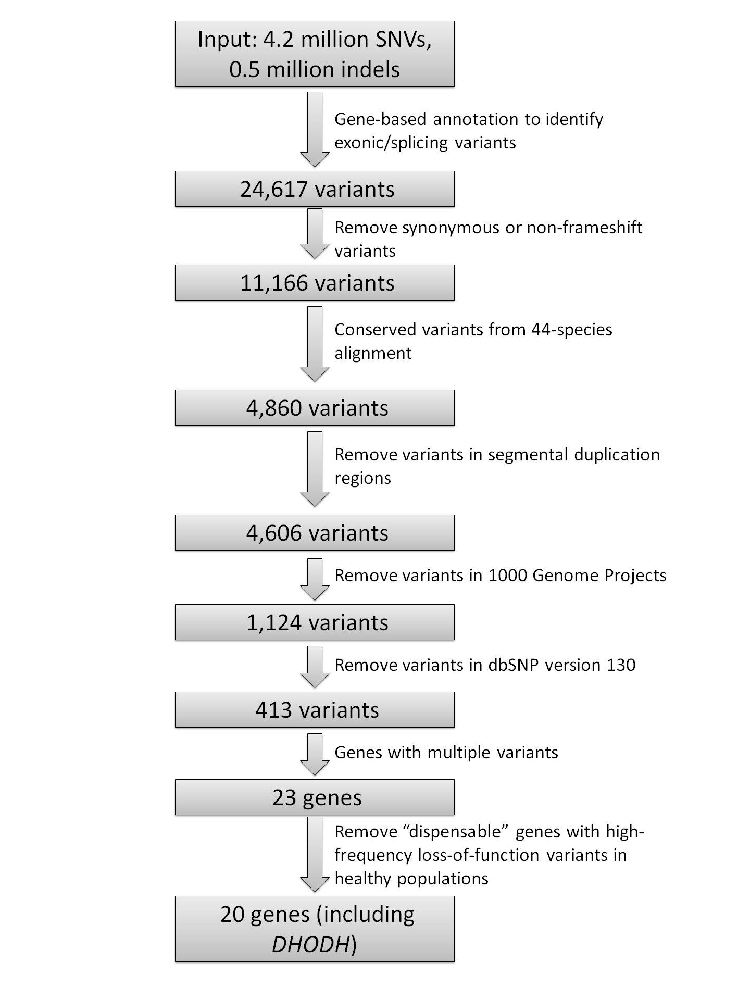 Input: 4.2 million SNVs,
0.5 million indels
Gene-based annotation to identify
exonic/splicing variants
24,617 variants
Remove synonymous or non-frameshift
variants
11,166 variants
Conserved variants from 44-species
alignment
4,860 variants
Remove variants in segmental duplication
regions
4,606 variants
Remove variants in 1000 Genome Projects
1,124 variants
Remove variants in dbSNP version 130
413 variants
Genes with multiple variants
23 genes
Remove “dispensable” genes with high-
frequency loss-of-function variants in
healthy populations
20 genes (including
DHODH)